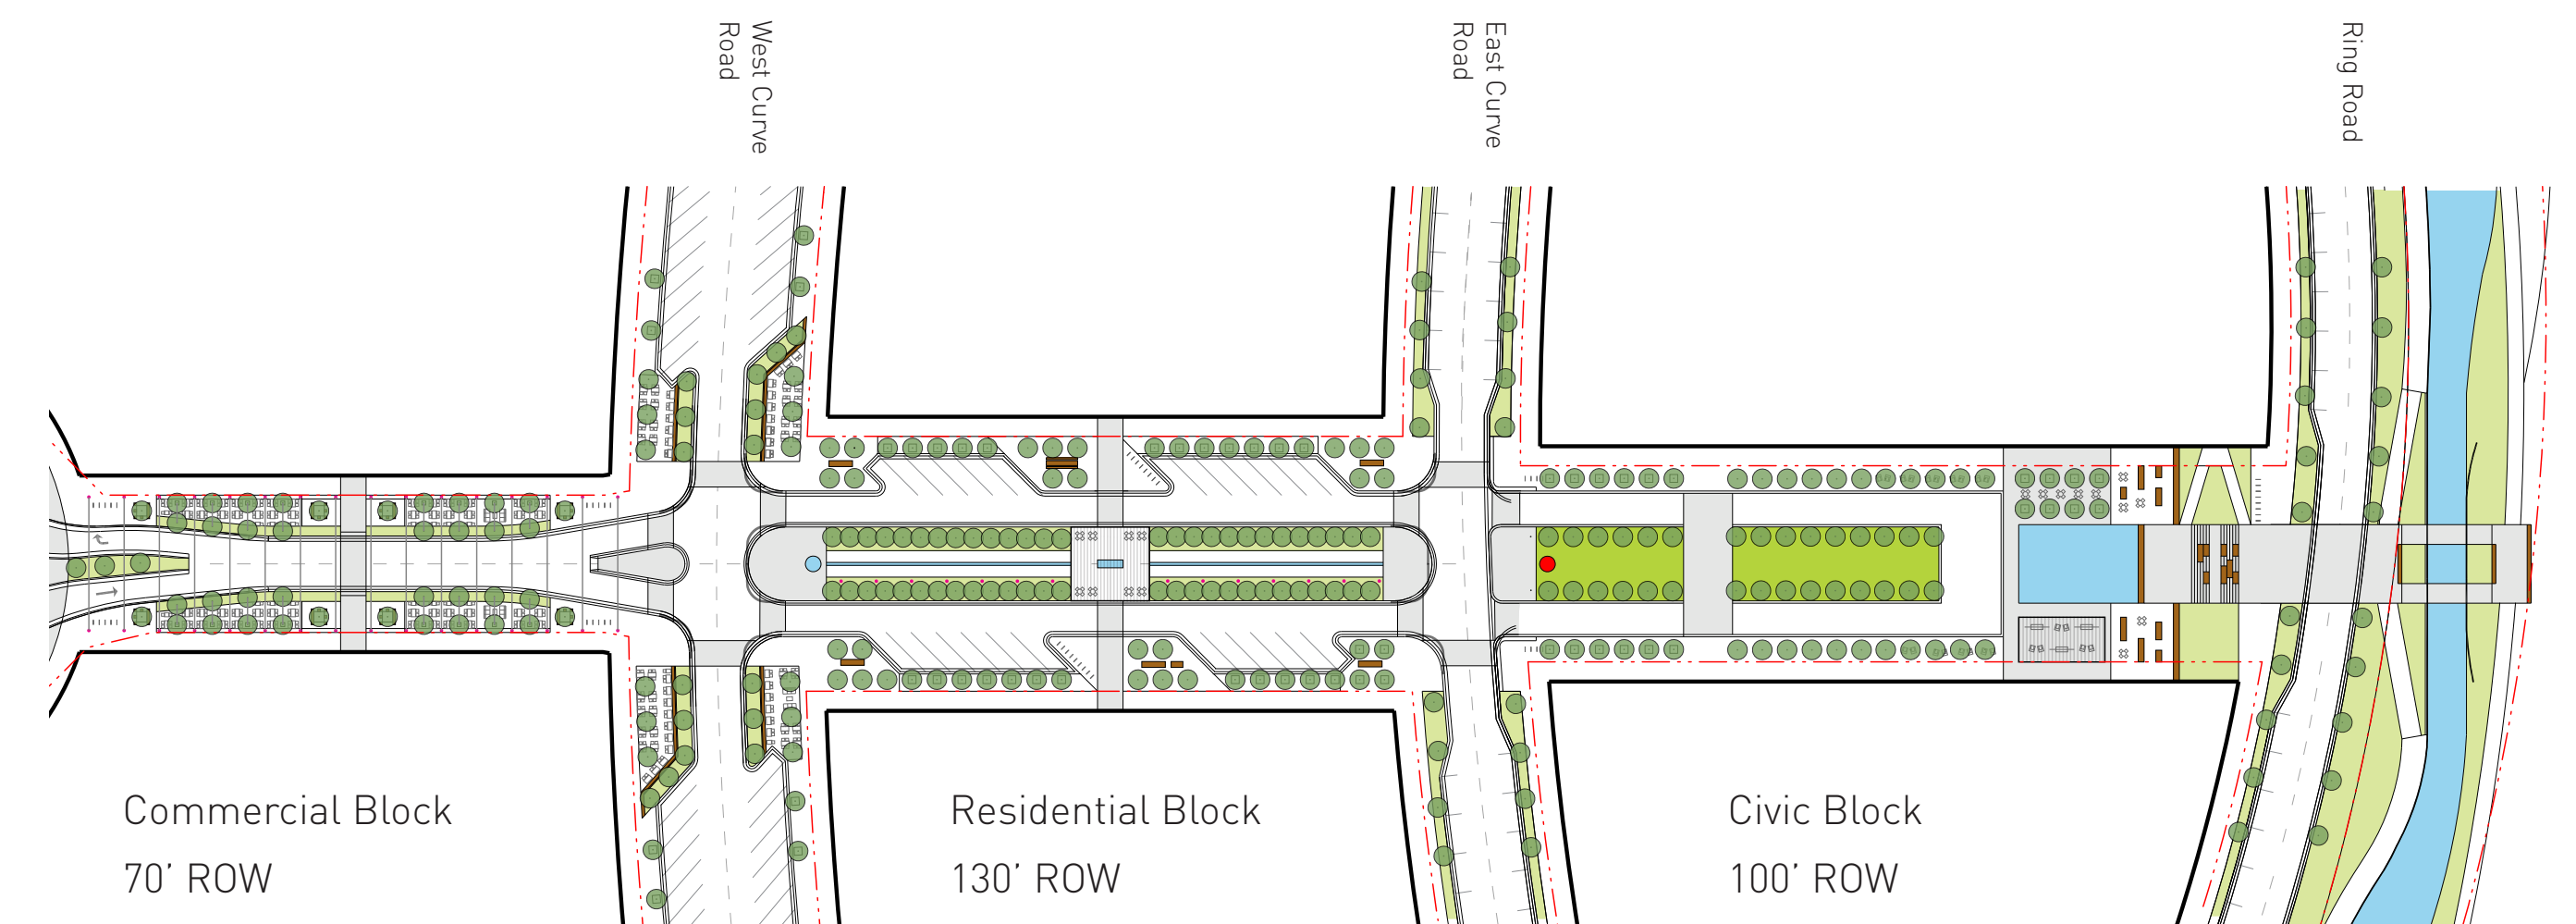 West Curve
Road
East Curve
Road
Ring Road
Commercial Block
70’ ROW
Residential Block
130’ ROW
Civic Block
100’ ROW